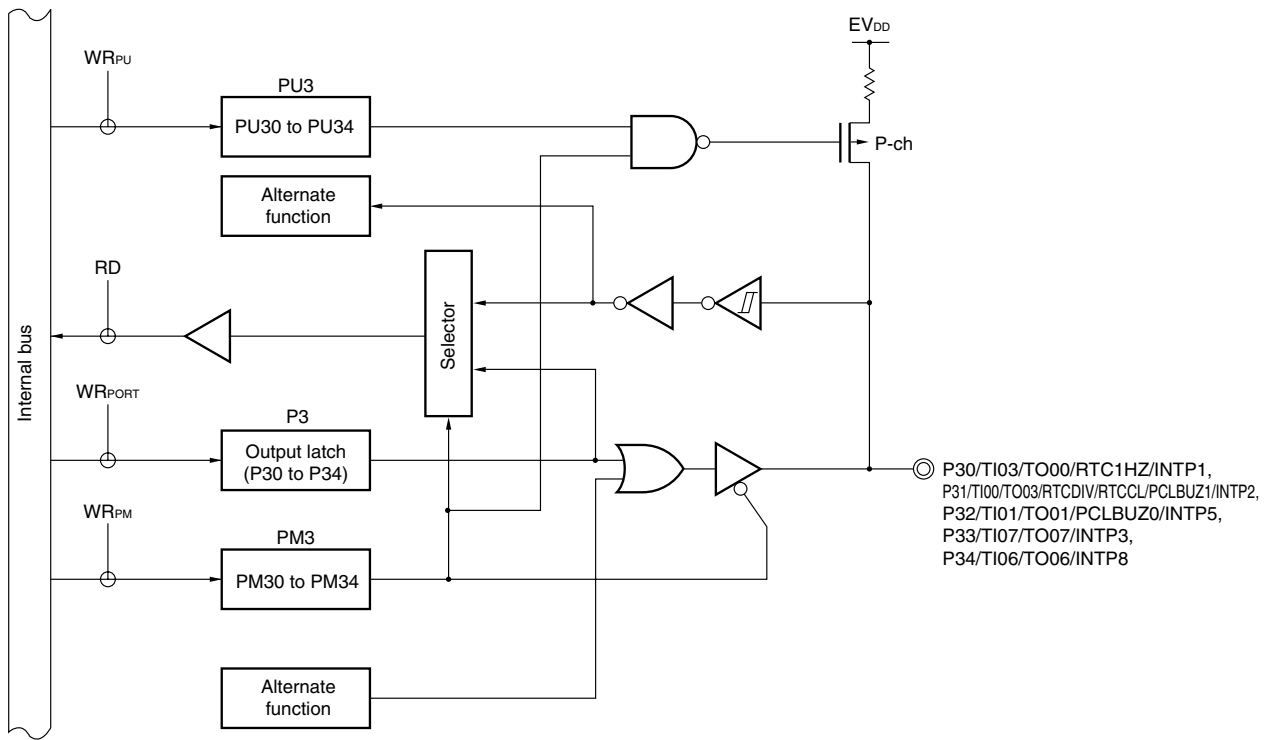 EVDD
WRPU
PU3
PU30 to PU34
P-ch
Alternate
function
RD
Selector
Internal bus
WRPORT
P3
Output latch
(P30 to P34)
P30/TI03/TO00/RTC1HZ/INTP1,
P31/TI00/TO03/RTCDIV/RTCCL/PCLBUZ1/INTP2,
P32/TI01/TO01/PCLBUZ0/INTP5,
P33/TI07/TO07/INTP3,
P34/TI06/TO06/INTP8
WRPM
PM3
PM30 to PM34
Alternate
function